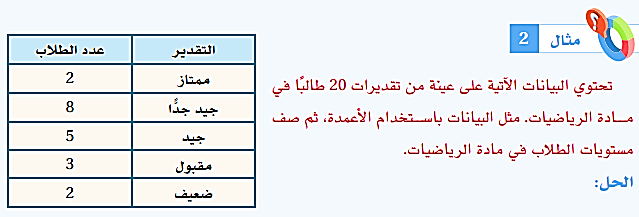 مثال 2
تحتوي البيانات الآتية على عينة من تقديرات 20 طالبًا في
مادة الرياضيات. مثل البيانات باستخدام الأعمدة، ثم صف
مستويات الطلاب في مادة الرياضيات.
الحل:
التقدير عدد الطلاب
ممتاز 2
جيد جدًّا 8
جيد 5
مقبول 3
ضعيف 2